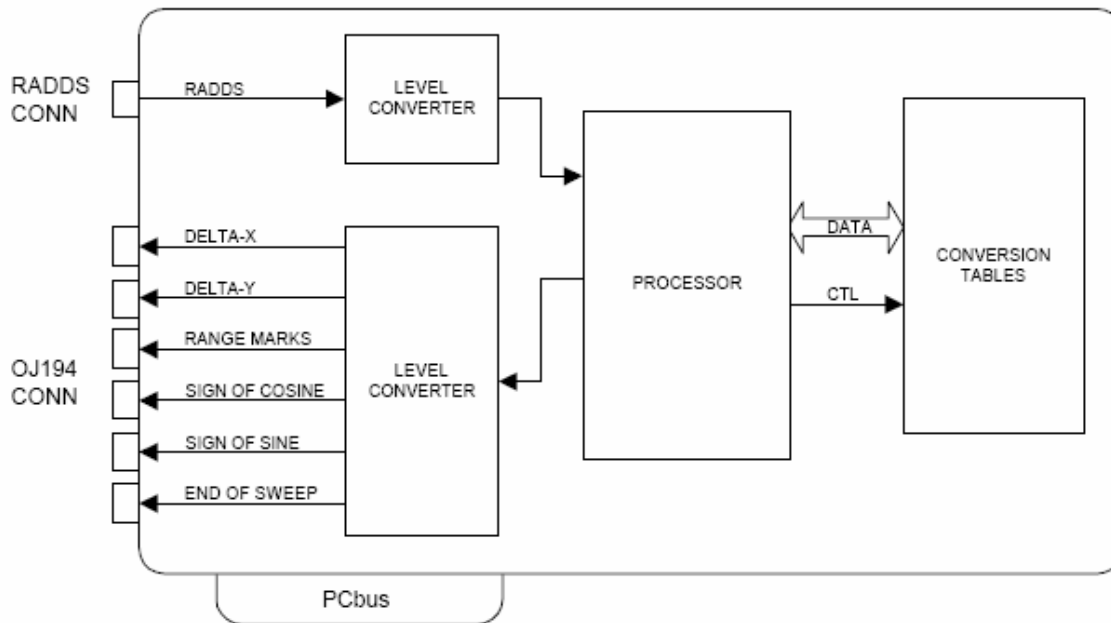 RADDS
CONN
RADDS
LEVEL
CONVERTER
DELTA-X
DELTA-Y
RANGE MARKS
SIGN OF COSINE
SIGN OF SINE
END OF SWEEP
OJ194
CONN
LEVEL
CONVERTER
PROCESSOR
DATA
CTL
CONVERSION
TABLES
PCbus